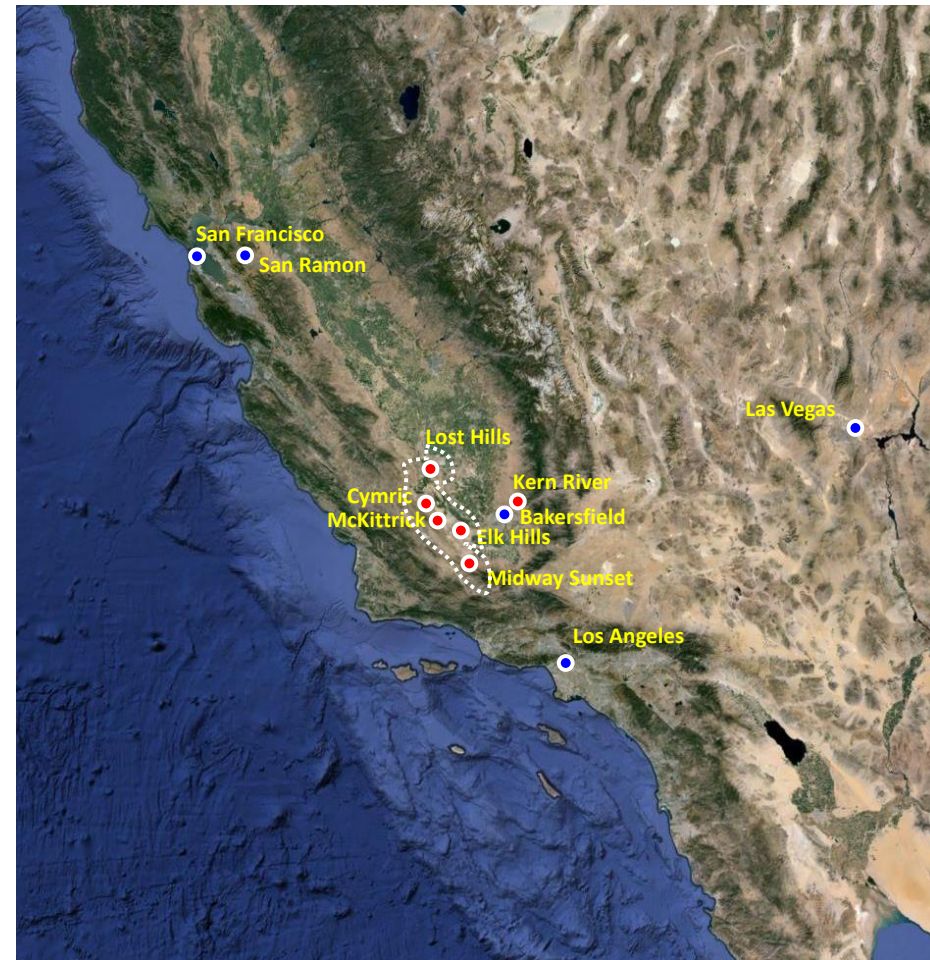 San Francisco
San Ramon
Las Vegas
Lost Hills
Kern River
Cymric
McKittrick
Bakersfield
Elk Hills
Midway Sunset
Los Angeles